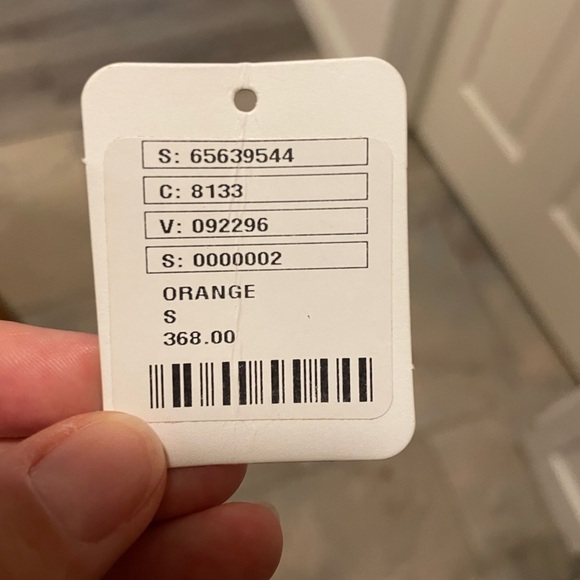 S: 65639544
C: 8133
V: 092296
S: 0000002
ORANGE
S
368.00